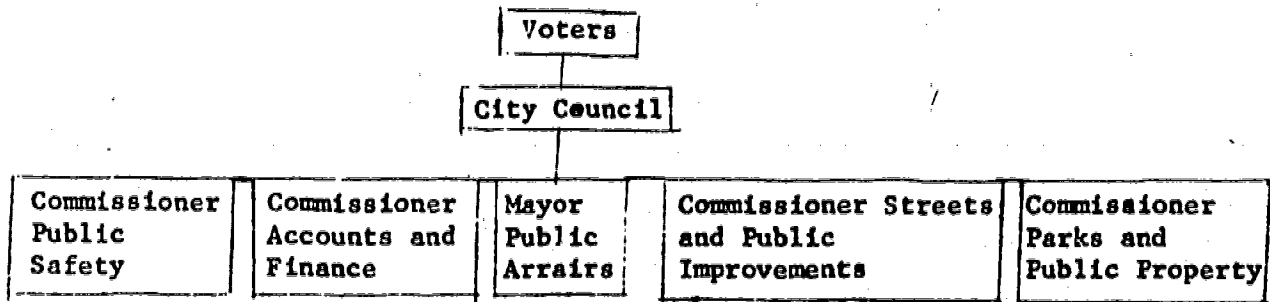 Voters
City Council
Commissioner
Public
Safety
Commissioner
Accounts and
Finance
Mayor
Public
Arrairs
Commissioner Streets
and Public
Improvements
Commissioner
Parks and
Public Property